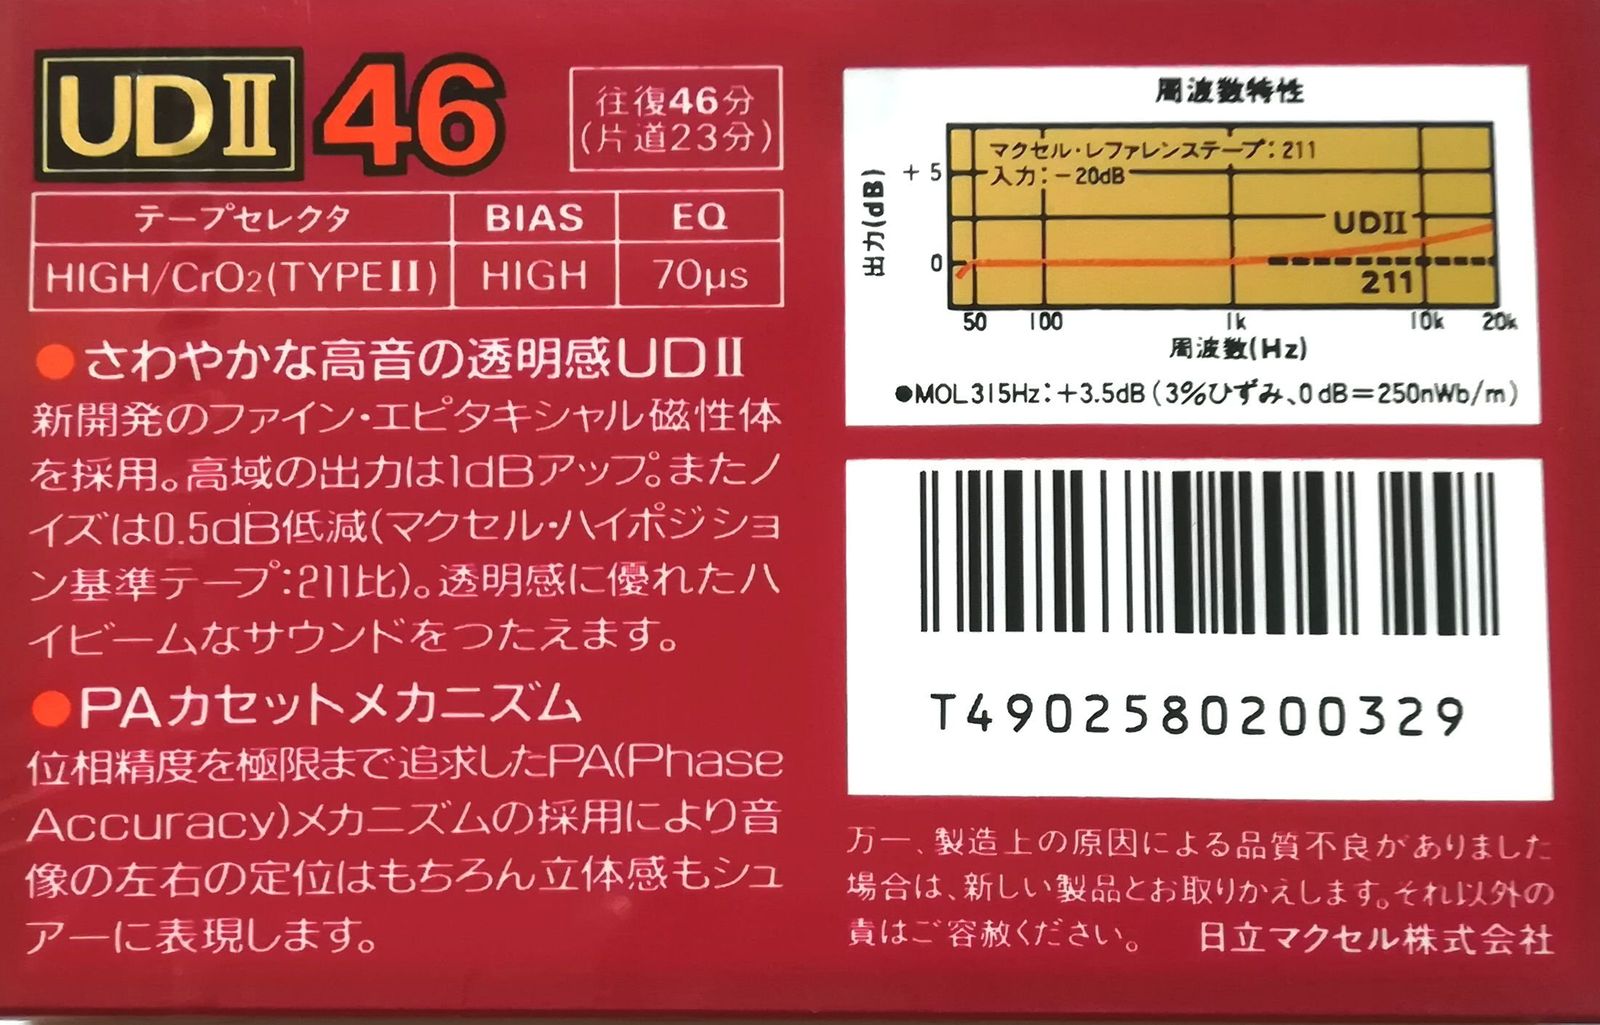 UDⅡ 46
往復46分
(片道23分)
テープセレクタ BIAS EQ
HIGH/CrO2(TYPEⅡ) HIGH 70μs
●さわやかな高音の透明感UDⅡ
新開発のファイン・エピタキシャル磁性体
を採用。高域の出力は1dBアップ。またノ
イズは0.5dB低減(マクセル・ハイポジショ
ン基準テープ:211比)。透明感に優れたハ
イビームなサウンドをつたえます。
●PAカセットメカニズム
位相精度を極限まで追求したPA(Phase
Accuracy)メカニズムの採用により音
像の左右の定位はもちろん立体感もシュ
アーに表現します。
周波数特性
マクセル・レファレンステープ:211
入力:-20dB
出力(dB)
+5
UDⅡ
0
211
50 100 1k 10k 20k
周波数(Hz)
●MOL315Hz:+3.5dB(3%ひずみ、0dB=250nWb/m)
T4902580200329
万一、製造上の原因による品質不良がありました
場合は、新しい製品とお取りかえします。それ以外の
責はご容赦ください。 日立マクセル株式会社